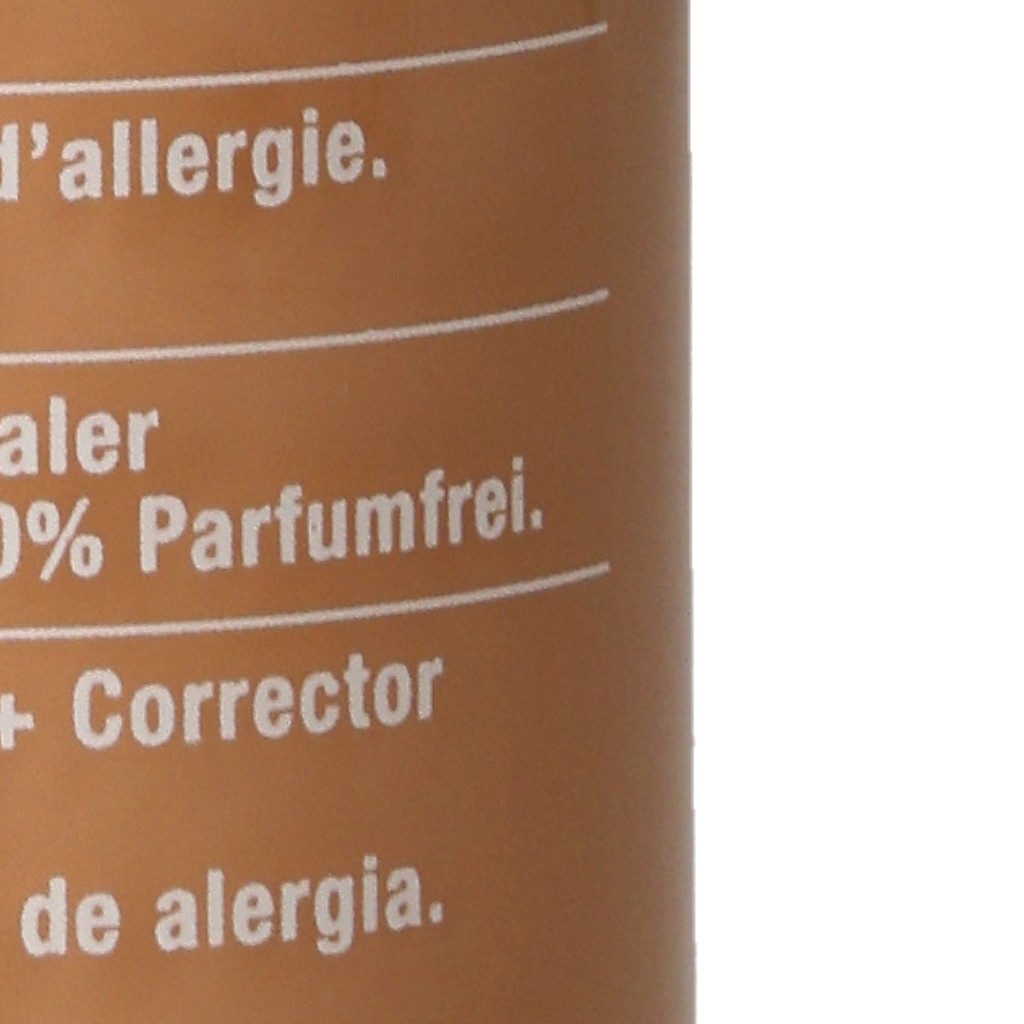 d'allergie.
aler
0% Parfumfrei.
+ Corrector
de alergia.